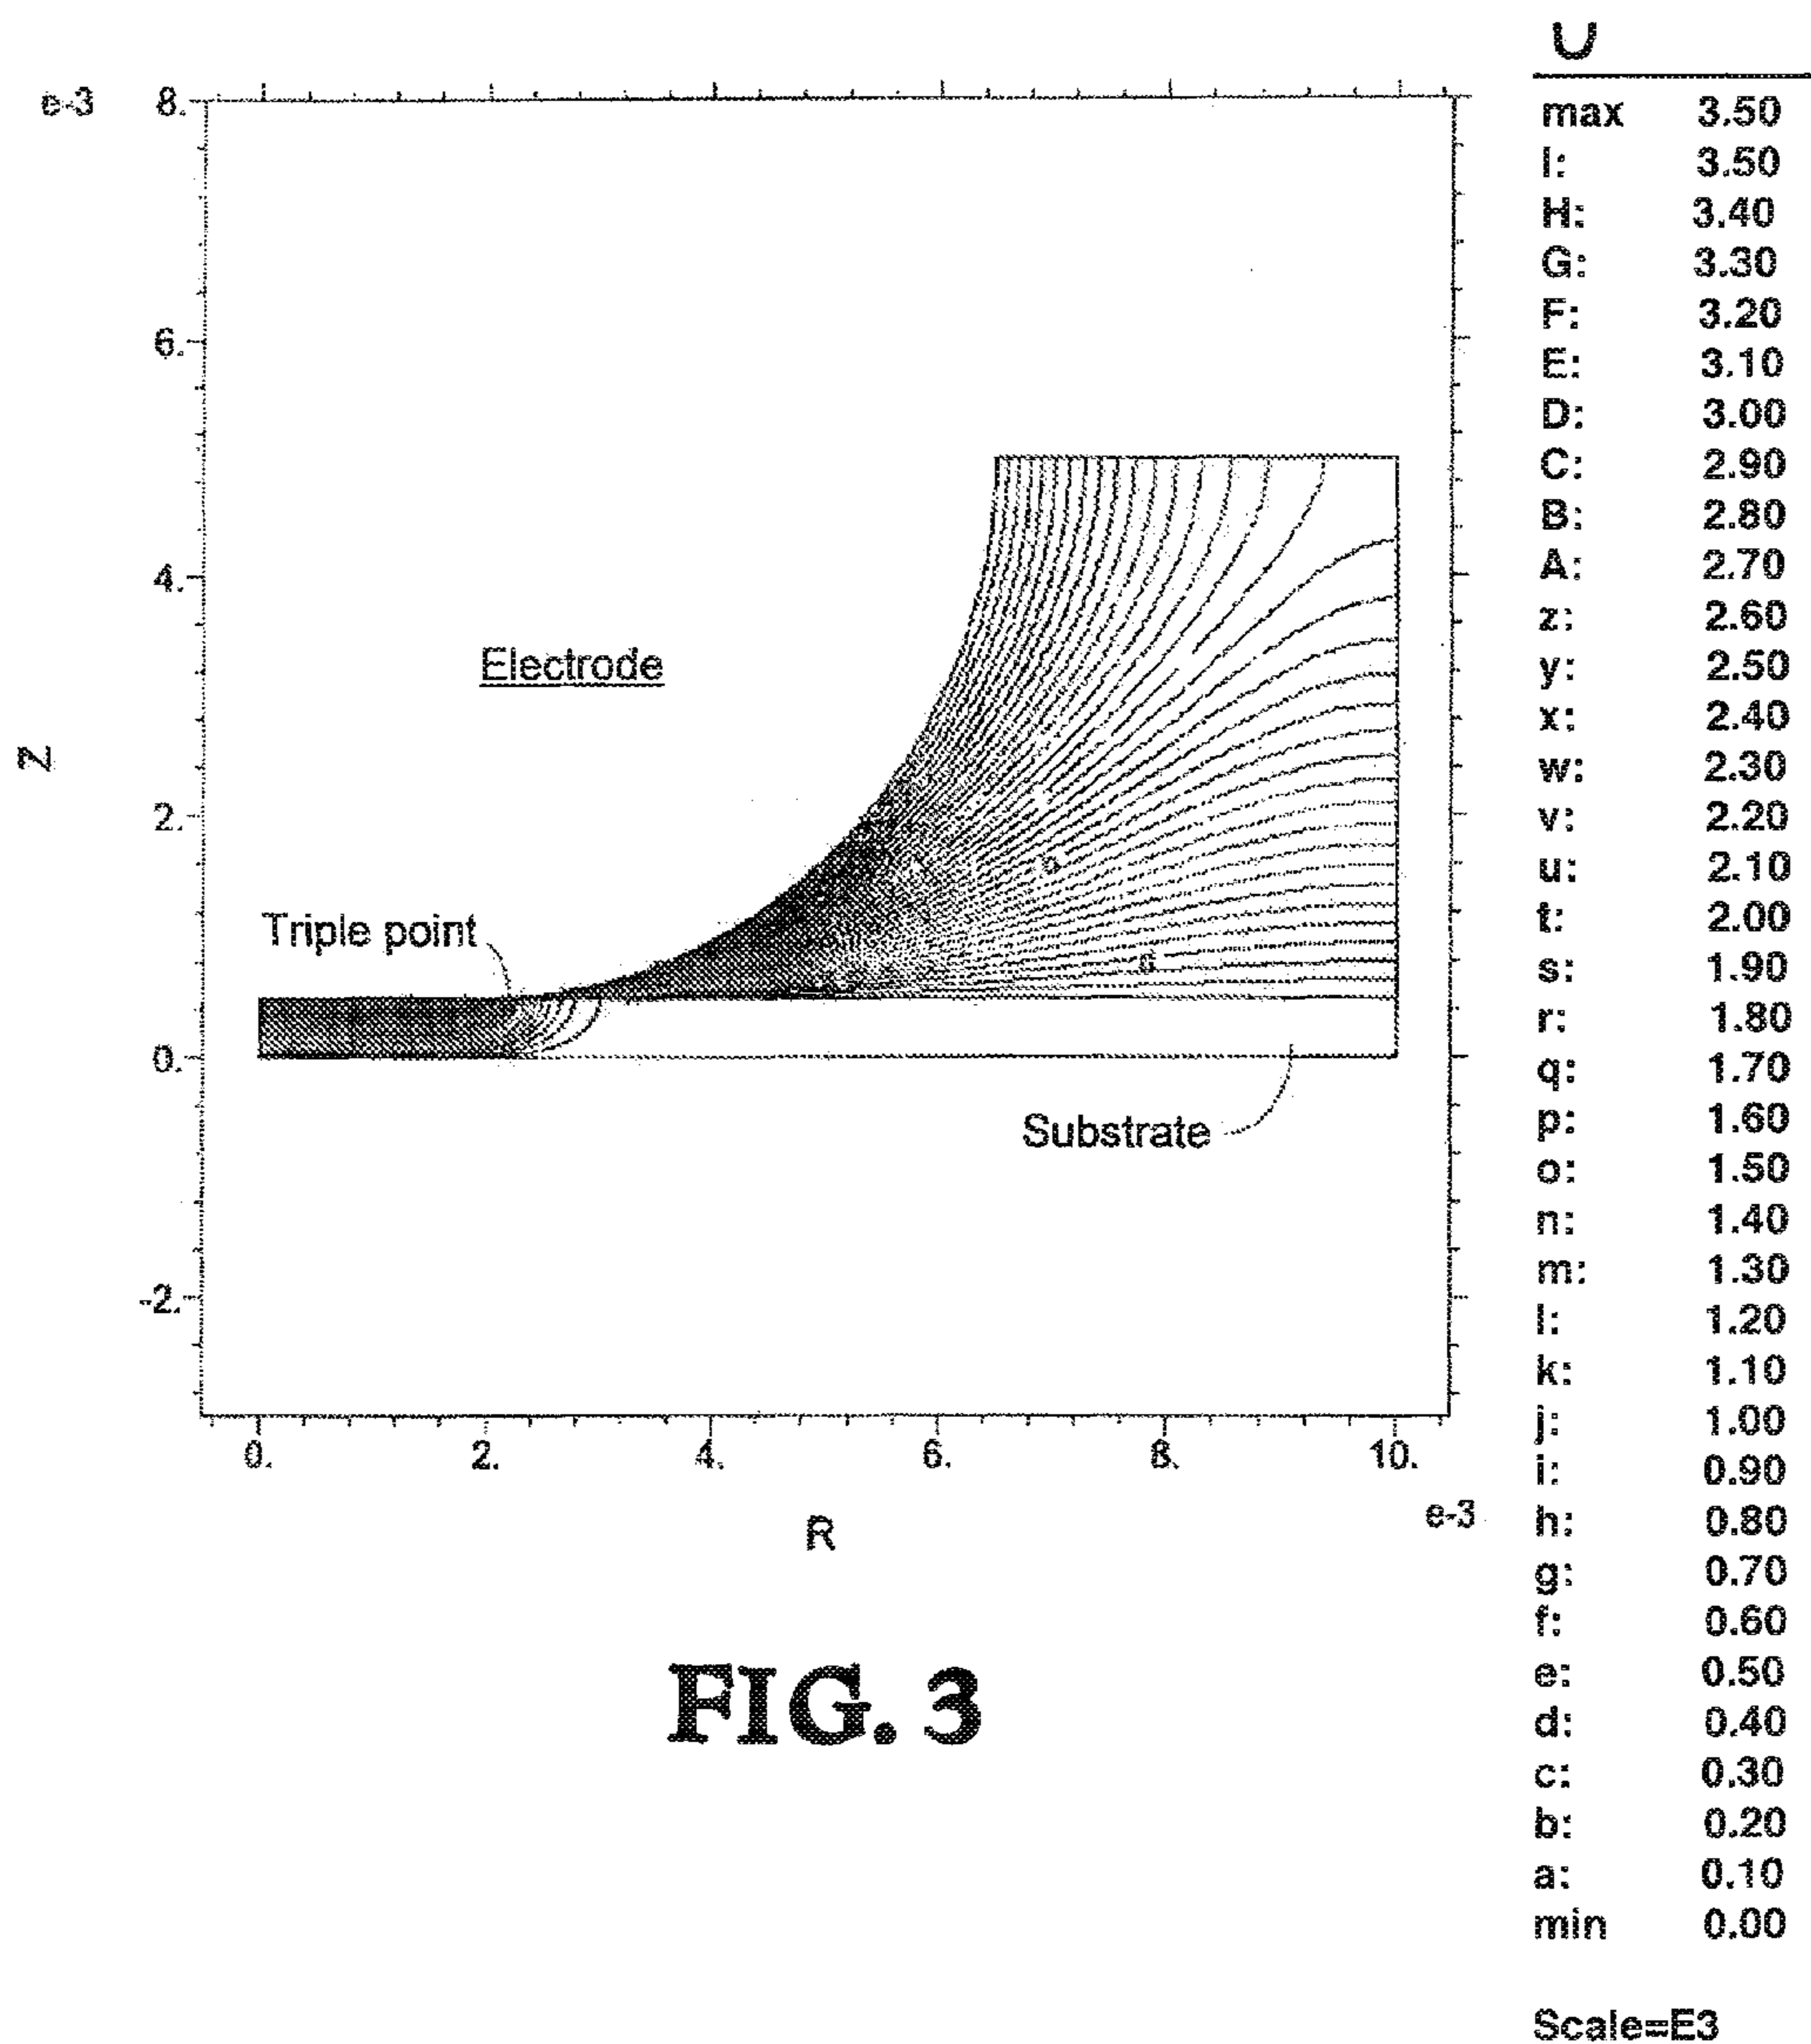 e-3
8.
6.
4.
2.
0.
-2.
Z
Electrode
Triple point
Substrate
0. 2. 4. 6. 8. 10.
e-3
R
FIG. 3
U
max 3.50
I: 3.50
H: 3.40
G: 3.30
F: 3.20
E: 3.10
D: 3.00
C: 2.90
B: 2.80
A: 2.70
z: 2.60
y: 2.50
x: 2.40
w: 2.30
v: 2.20
u: 2.10
t: 2.00
s: 1.90
r: 1.80
q: 1.70
p: 1.60
o: 1.50
n: 1.40
m: 1.30
l: 1.20
k: 1.10
j: 1.00
i: 0.90
h: 0.80
g: 0.70
f: 0.60
e: 0.50
d: 0.40
c: 0.30
b: 0.20
a: 0.10
min 0.00
Scale=E3